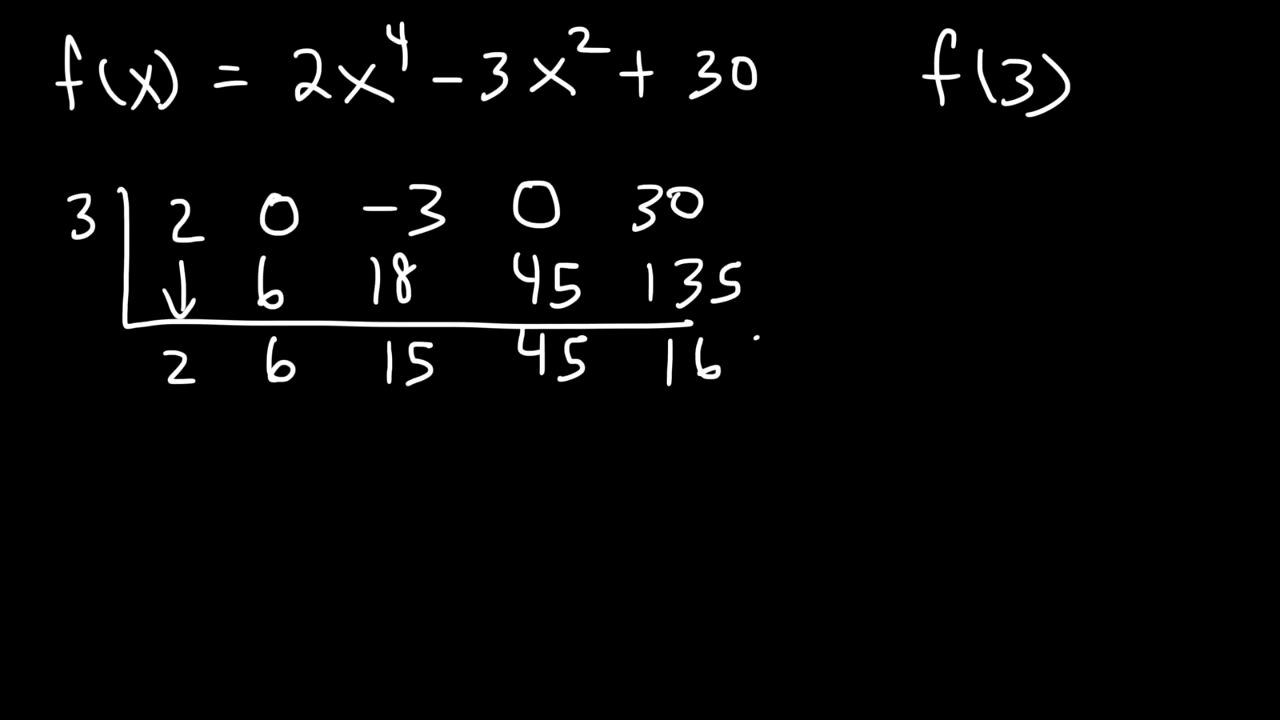 f(x) = 2x⁴ - 3x² + 30 f(3)
3 2 0 -3 0 30
↓ 6 18 45 135
2 6 15 45 16